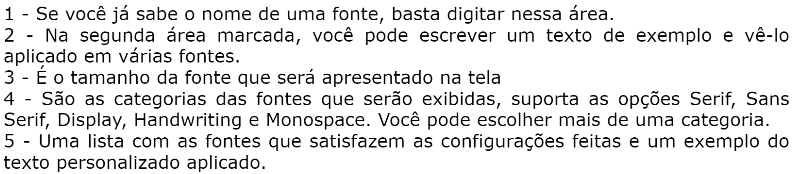 1 - Se você já sabe o nome de uma fonte, basta digitar nessa área.
2 - Na segunda área marcada, você pode escrever um texto de exemplo e vê-lo
aplicado em várias fontes.
3 - É o tamanho da fonte que será apresentado na tela
4 - São as categorias das fontes que serão exibidas, suporta as opções Serif, Sans
Serif, Display, Handwriting e Monospace. Você pode escolher mais de uma categoria.
5 - Uma lista com as fontes que satisfazem as configurações feitas e um exemplo do
texto personalizado aplicado.